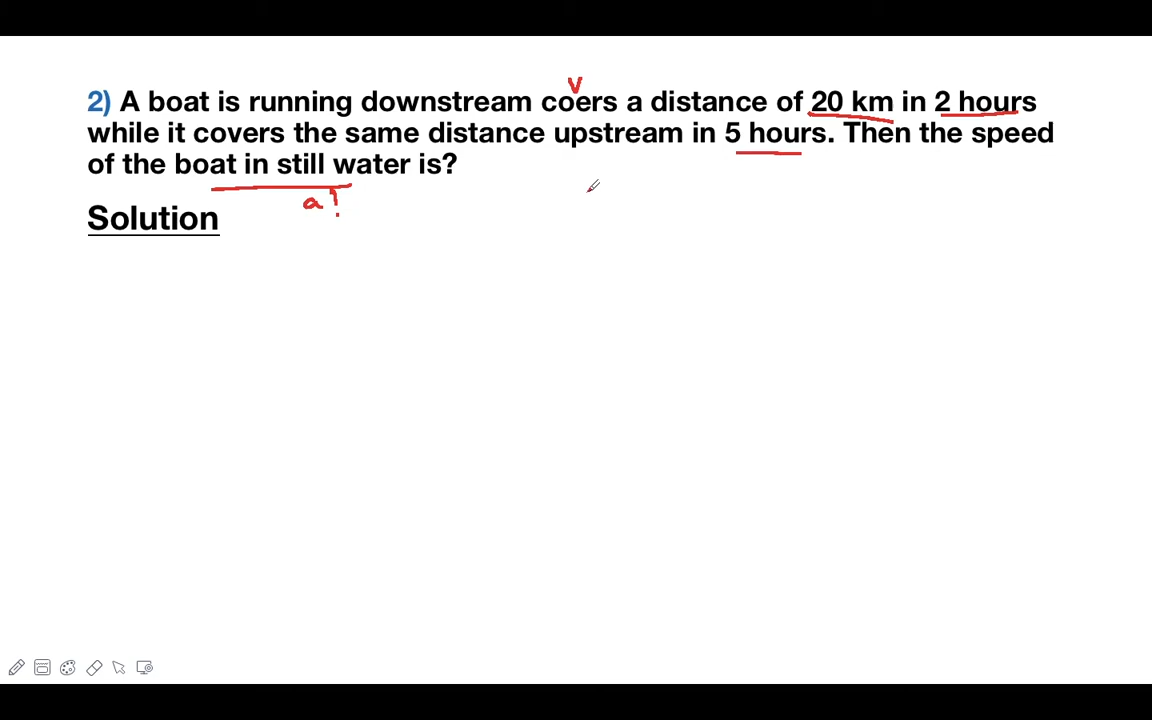 v
2) A boat is running downstream coers a distance of 20 km in 2 hours
while it covers the same distance upstream in 5 hours. Then the speed
of the boat in still water is?
a?
Solution